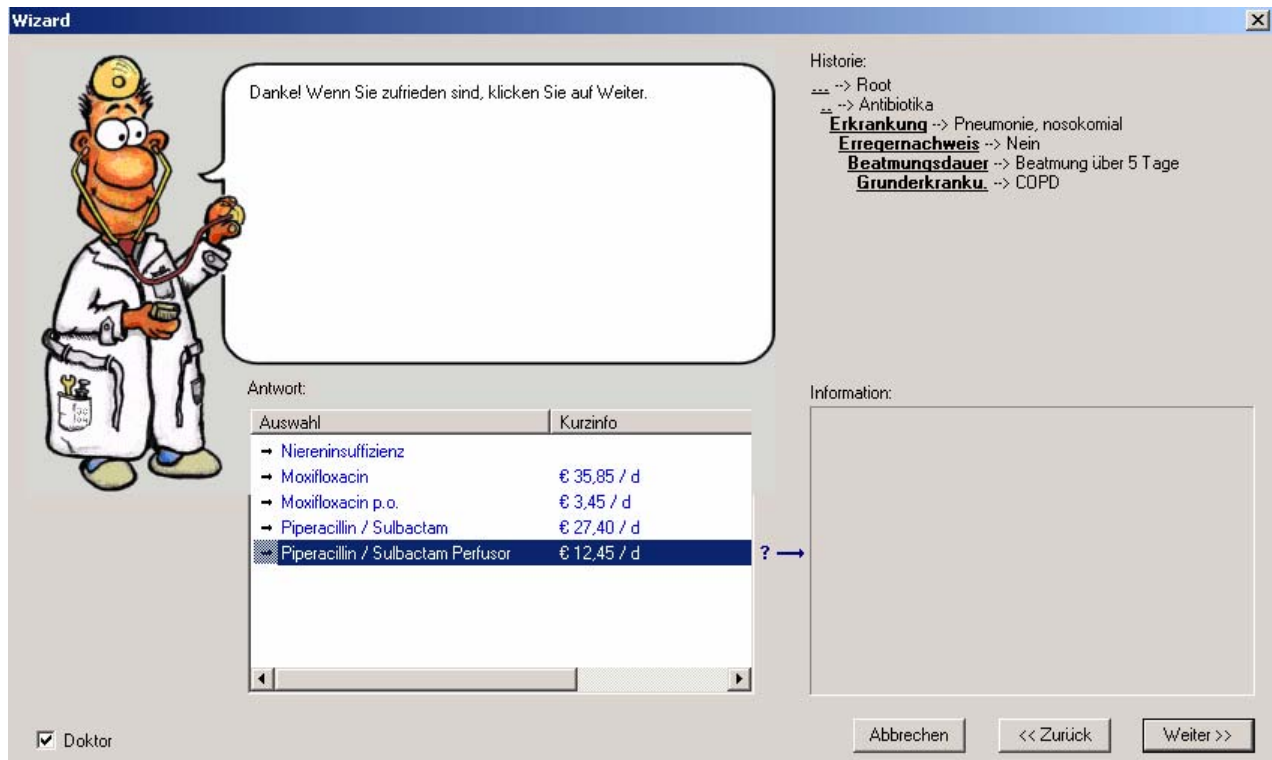 Wizard
Danke! Wenn Sie zufrieden sind, klicken Sie auf Weiter.
Historie:
... --> Root
.. --> Antibiotika
Erkrankung --> Pneumonie, nosokomial
Erregernachweis --> Nein
Beatmungsdauer --> Beatmung über 5 Tage
Grunderkranku. --> COPD
Antwort:
Auswahl Kurzinfo
Niereninsuffizienz
Moxifloxacin € 35,85 / d
Moxifloxacin p.o. € 3,45 / d
Piperacillin / Sulbactam € 27,40 / d
Piperacillin / Sulbactam Perfusor € 12,45 / d
? 
Information:
Doktor
Abbrechen << Zurück Weiter >>